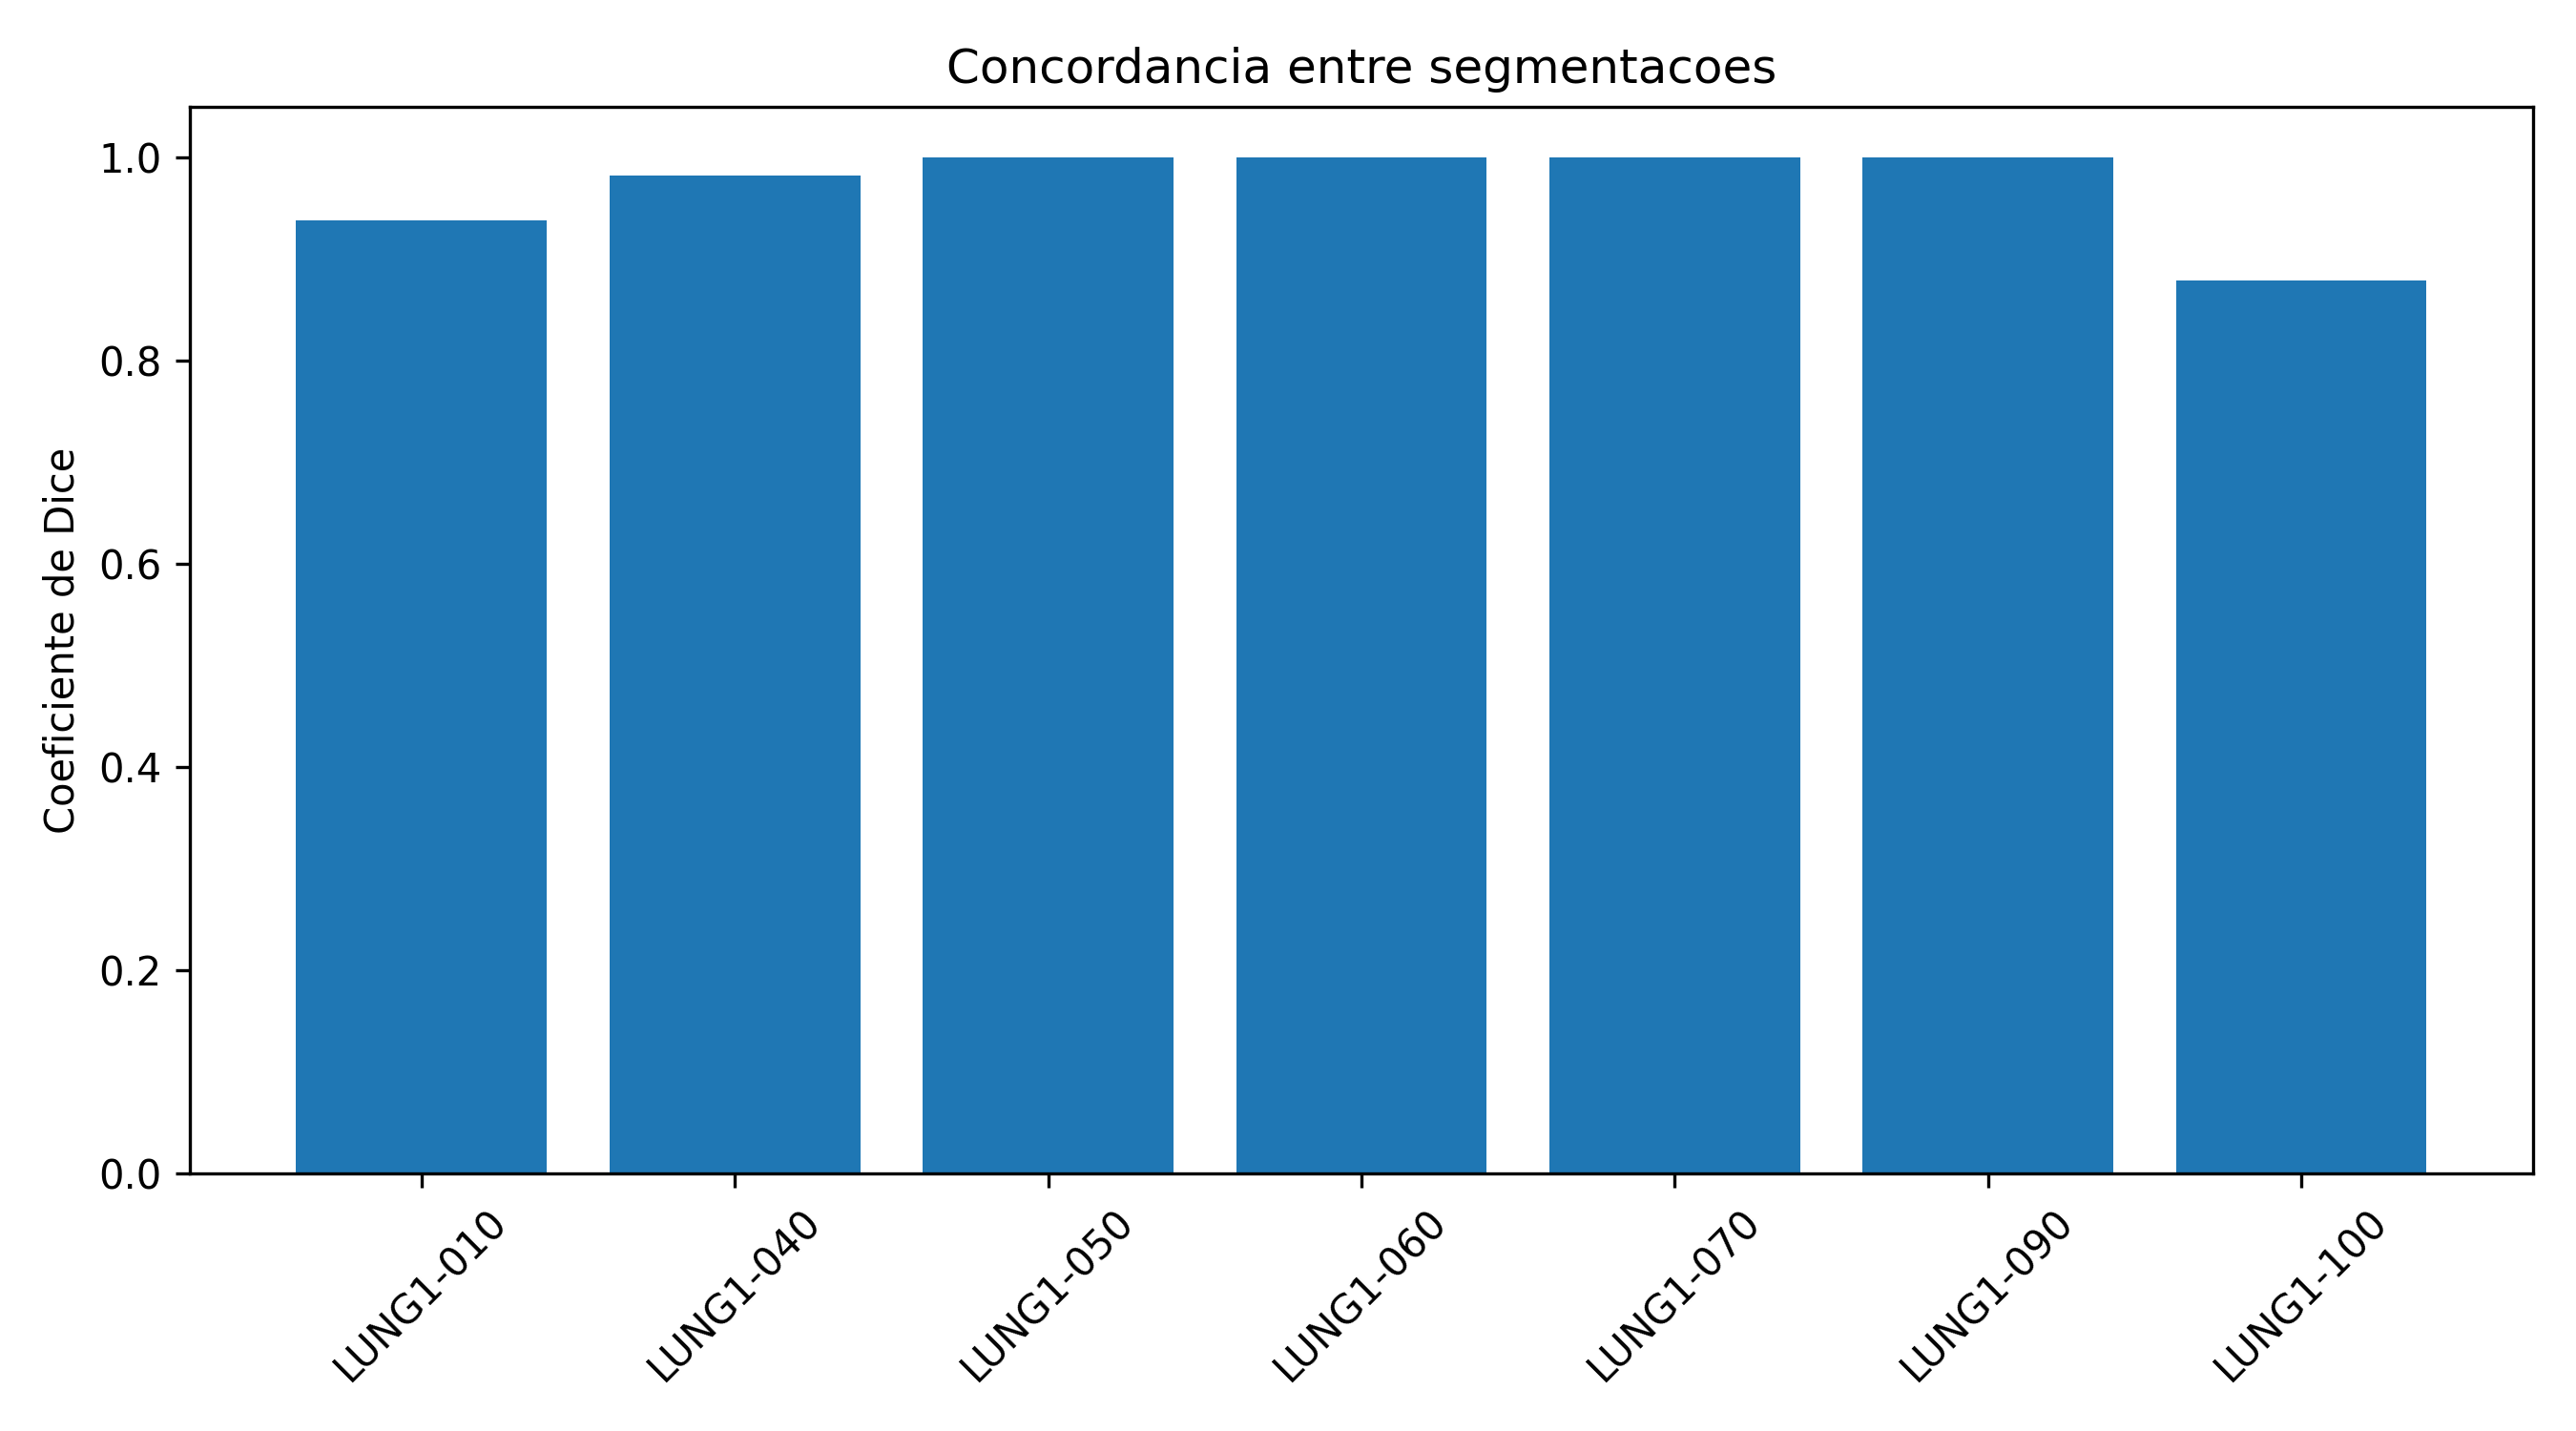 Concordancia entre segmentacoes
Coeficiente de Dice
1.0
0.8
0.6
0.4
0.2
0.0
LUNG1-010
LUNG1-040
LUNG1-050
LUNG1-060
LUNG1-070
LUNG1-090
LUNG1-100